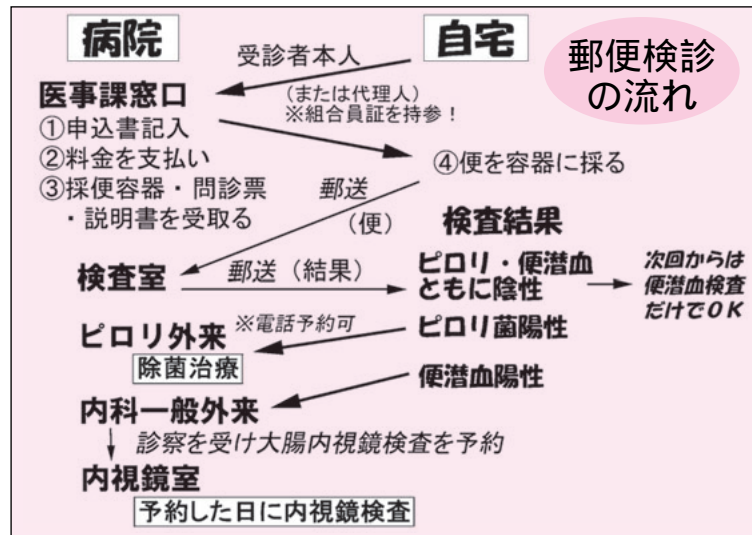 病院
自宅
郵便検診
の流れ
受診者本人
(または代理人)
※組合員証を持参！
医事課窓口
①申込書記入
②料金を支払い
③採便容器・問診票
・説明書を受取る
④便を容器に採る
郵送
(便)
検査結果
検査室
郵送（結果）
ピロリ・便潜血
ともに陰性
次回からは
便潜血検査
だけでＯＫ
ピロリ外来
※電話予約可
ピロリ菌陽性
除菌治療
便潜血陽性
内科一般外来
診察を受け大腸内視鏡検査を予約
内視鏡室
予約した日に内視鏡検査